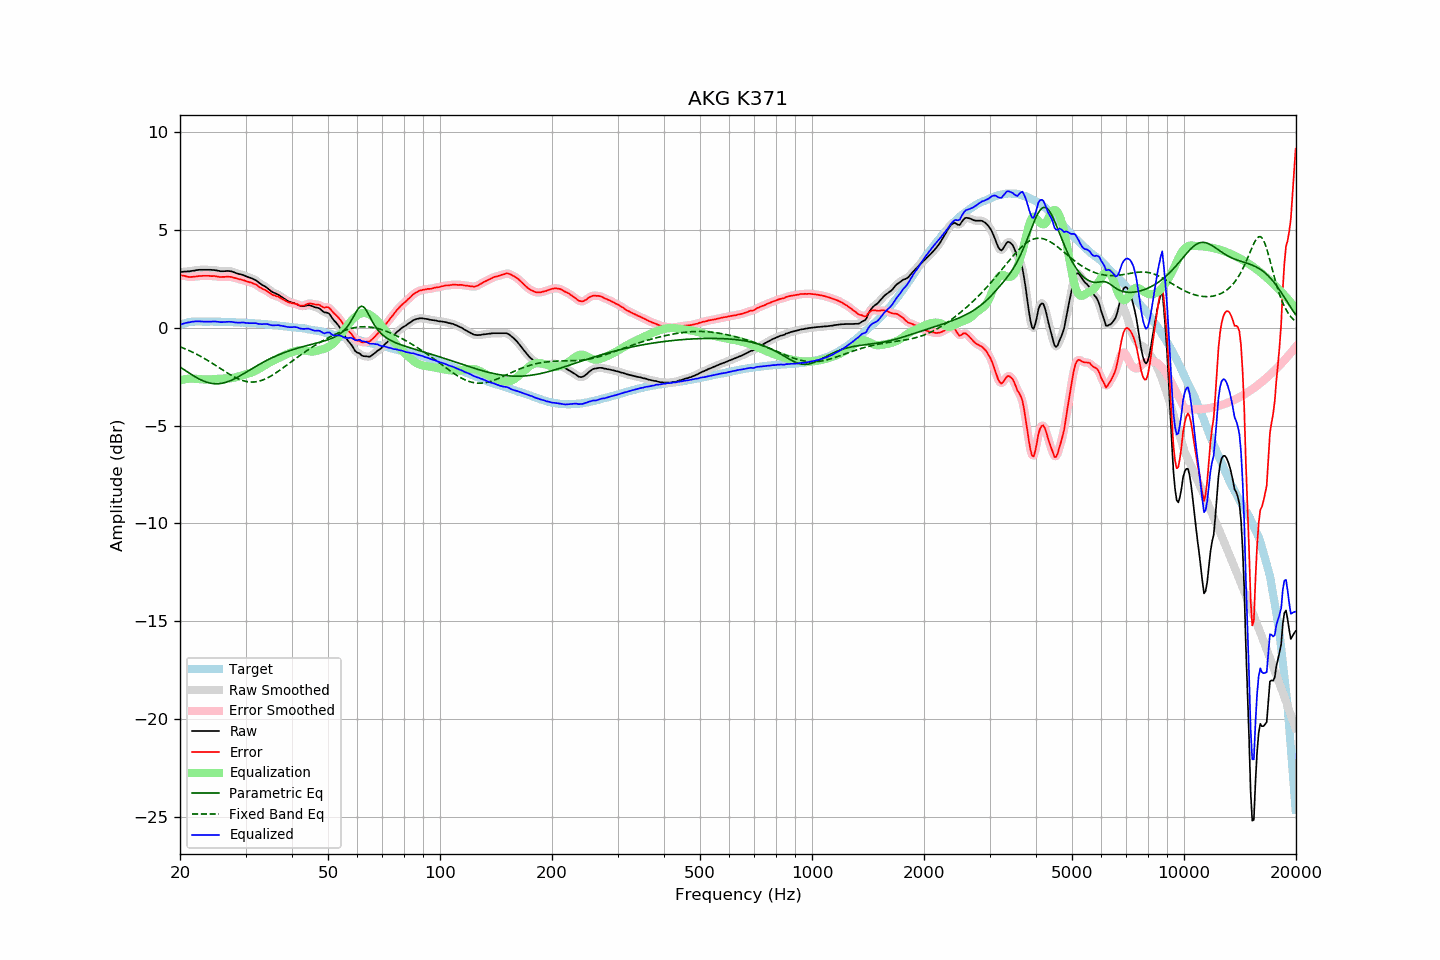 AKG K371
10
5
0
−5
−10
−15
−20
−25
Amplitude (dBr)
Target
Raw Smoothed
Error Smoothed
Raw
Error
Equalization
Parametric Eq
Fixed Band Eq
Equalized
20 50 100 200 500 1000 2000 5000 10000 20000
Frequency (Hz)